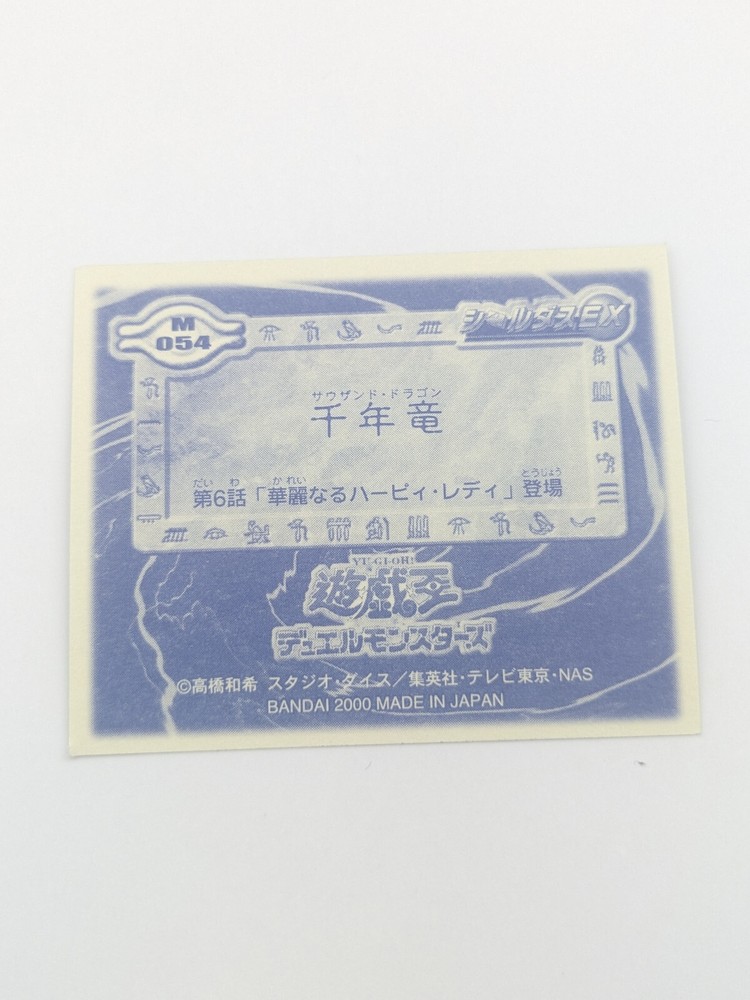 M
054
シールダスEX
サウザンド・ドラゴン
千年竜
だい わ かれい とうじょう
第6話「華麗なるハーピィ・レディ」登場
YU-GI-OH!
遊戯王
デュエルモンスターズ
©高橋和希 スタジオ・ダイス/集英社・テレビ東京・NAS
BANDAI 2000 MADE IN JAPAN